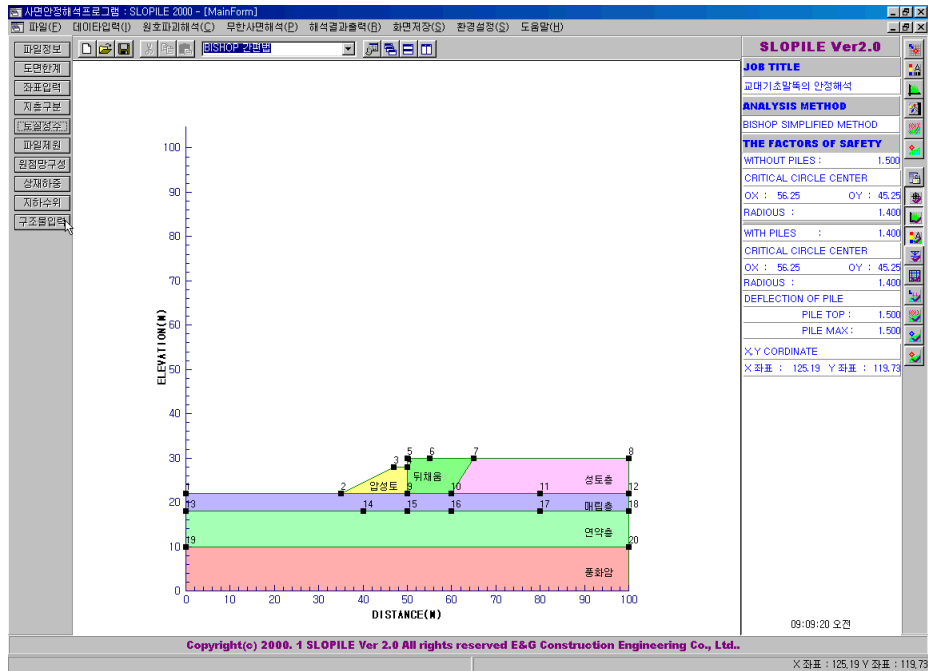 사면안정해석프로그램 : SLOPILE 2000 - [MainForm]
파일(F) 데이타입력(I) 원호파괴해석(C) 무한사면해석(P) 해석결과출력(R) 화면저장(S) 환경설정(S) 도움말(H)
파일정보
도면한계
좌표입력
지층구분
토질정수
파일제원
원점망구성
상재하중
지하수위
구조물입력
BISHOP 간편법
SLOPILE Ver2.0
JOB TITLE
교대기초말뚝의 안정해석
ANALYSIS METHOD
BISHOP SIMPLIFIED METHOD
THE FACTORS OF SAFETY
WITHOUT PILES : 1.500
CRITICAL CIRCLE CENTER
OX : 56.25 OY : 45.25
RADIOUS : 1.400
WITH PILES : 1.400
CRITICAL CIRCLE CENTER
OX : 56.25 OY : 45.25
RADIOUS : 1.400
DEFLECTION OF PILE
PILE TOP : 1.500
PILE MAX : 1.500
X,Y CORDINATE
X 좌표 : 125.19 Y 좌표 : 119.73
ELEVATION(M)
100
90
80
70
60
50
40
30
20
10
0
5 6 7 8
3
뒤채움 성토층
압성토
1 2 9 10 11 12
매립층
13 14 15 16 17 18
연약층
19 20
풍화암
0 10 20 30 40 50 60 70 80 90 100
DISTANCE(M)
09:09:20 오전
Copyright(c) 2000. 1 SLOPILE Ver 2.0 All rights reserved E&G Construction Engineering Co., Ltd..
X 좌표 : 125,19 Y 좌표 : 119,73